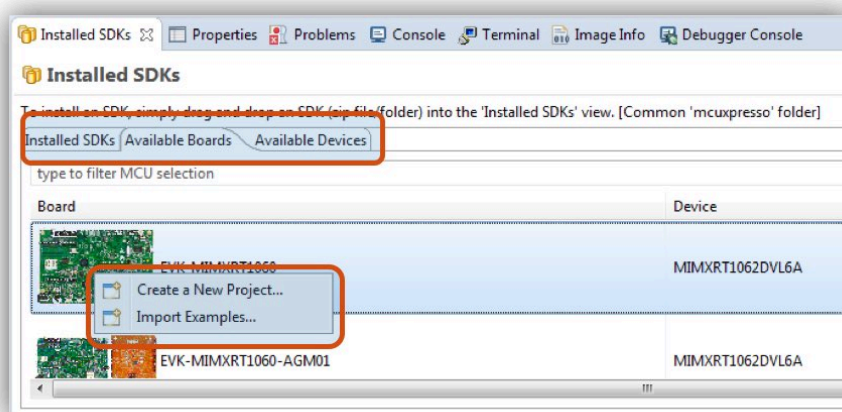 Installed SDKs Properties Problems Console Terminal Image Info Debugger Console
Installed SDKs
To install an SDK, simply drag and drop an SDK (zip file/folder) into the 'Installed SDKs' view. [Common 'mcuxpresso' folder]
Installed SDKs Available Boards Available Devices
type to filter MCU selection
Board Device
EVK-MIMXRT1060 MIMXRT1062DVL6A
Create a New Project...
Import Examples...
EVK-MIMXRT1060-AGM01 MIMXRT1062DVL6A